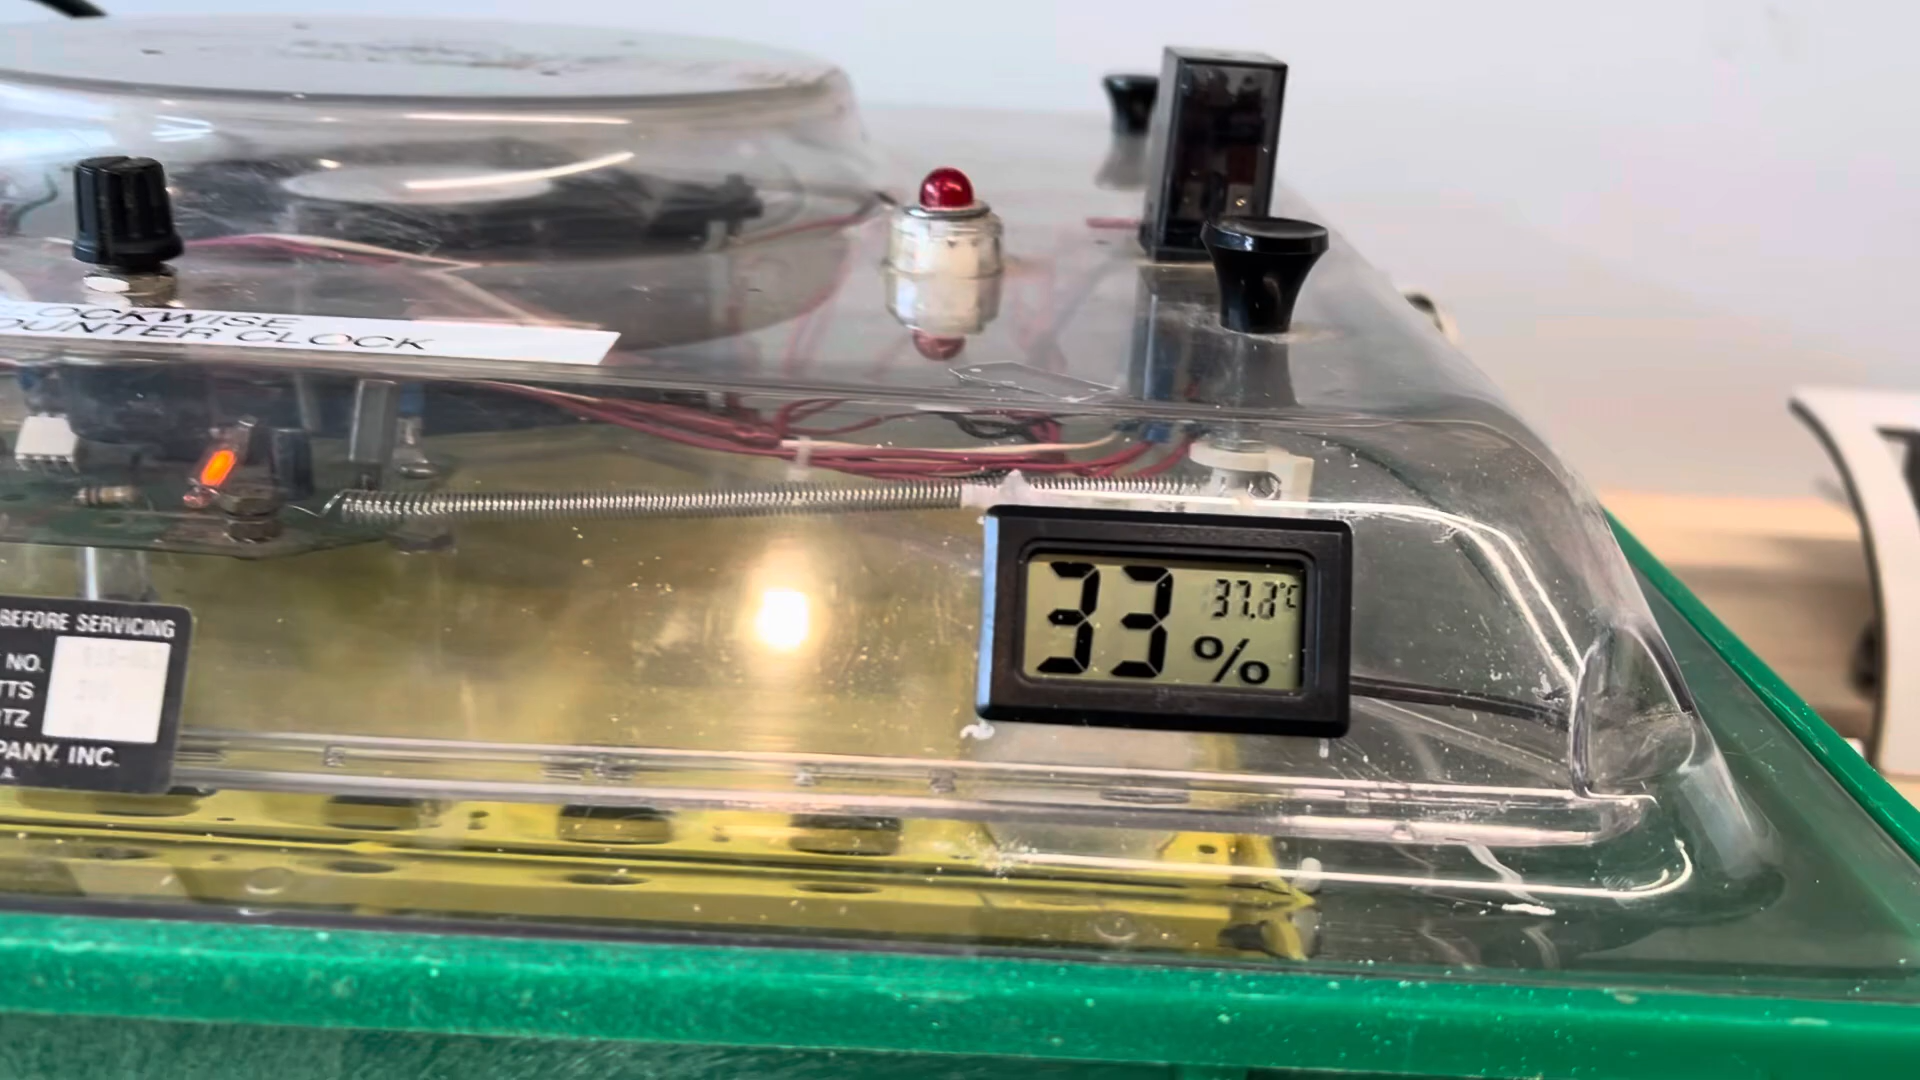 LOCKWISE
OUNTER CLOCK
33 %
37.8°C
BEFORE SERVICING
NO.
TTS
TZ
PANY, INC.